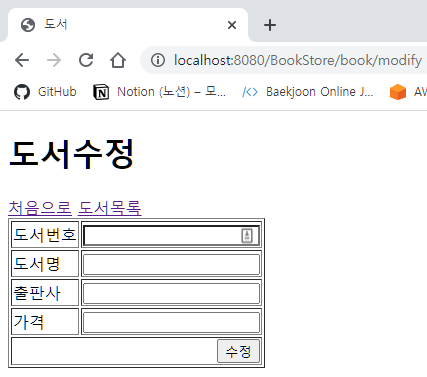 도서
localhost:8080/BookStore/book/modify
GitHub Notion (노션) – 모... Baekjoon Online J... AW
도서수정
처음으로 도서목록
도서번호
도서명
출판사
가격
수정